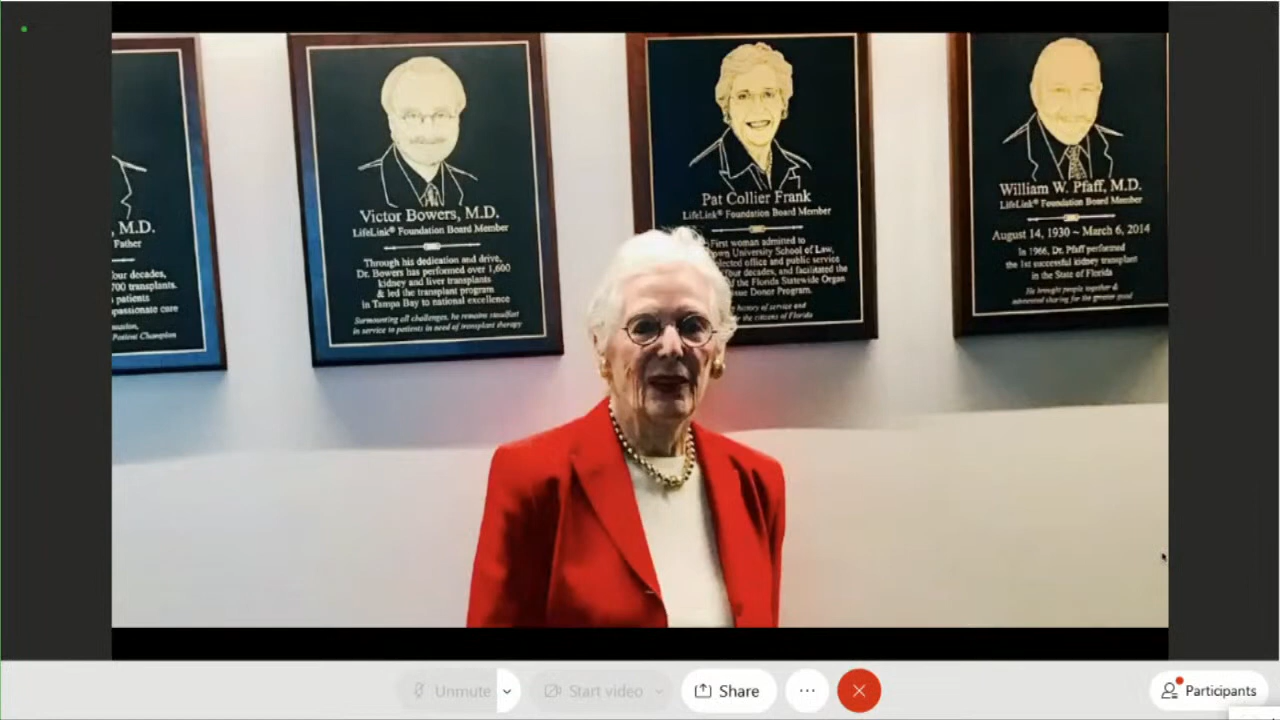 , M.D.
Father
our decades,
700 transplants.
patients
passionate care
Patient Champion
Victor Bowers, M.D.
LifeLink® Foundation Board Member
Through his dedication and drive,
Dr. Bowers has performed over 1,600
kidney and liver transplants
& led the transplant program
in Tampa Bay to national excellence
Surmounting all challenges, he remains steadfast
in service to patients in need of transplant therapy
Pat Collier Frank
LifeLink® Foundation Board Member
First woman admitted to
own University School of Law,
elected office and public service
four decades, and facilitated the
of the Florida Statewide Organ
ssue Donor Program.
history of service and
the citizens of Florida
William W. Pfaff, M.D.
LifeLink® Foundation Board Member
August 14, 1930 ~ March 6, 2014
In 1966, Dr. Pfaff performed
the 1st successful kidney transplant
in the State of Florida
He brought people together &
advocated sharing for the greater good
Unmute
Start video
Share
Participants